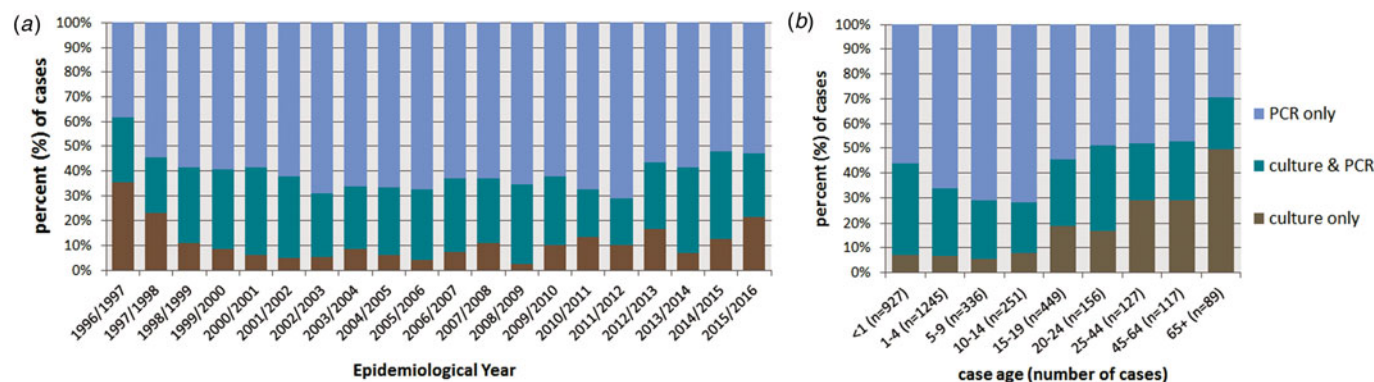 (a)
percent (%) of cases
100%
90%
80%
70%
60%
50%
40%
30%
20%
10%
0%
1996/1997
1997/1998
1998/1999
1999/2000
2000/2001
2001/2002
2002/2003
2003/2004
2004/2005
2005/2006
2006/2007
2007/2008
2008/2009
2009/2010
2010/2011
2011/2012
2012/2013
2013/2014
2014/2015
2015/2016
Epidemiological Year
(b)
percent (%) of cases
100%
90%
80%
70%
60%
50%
40%
30%
20%
10%
0%
<1 (n=927)
1-4 (n=1245)
5-9 (n=336)
10-14 (n=251)
15-19 (n=449)
20-24 (n=156)
25-44 (n=127)
45-64 (n=117)
65+ (n=89)
case age (number of cases)
PCR only
culture & PCR
culture only